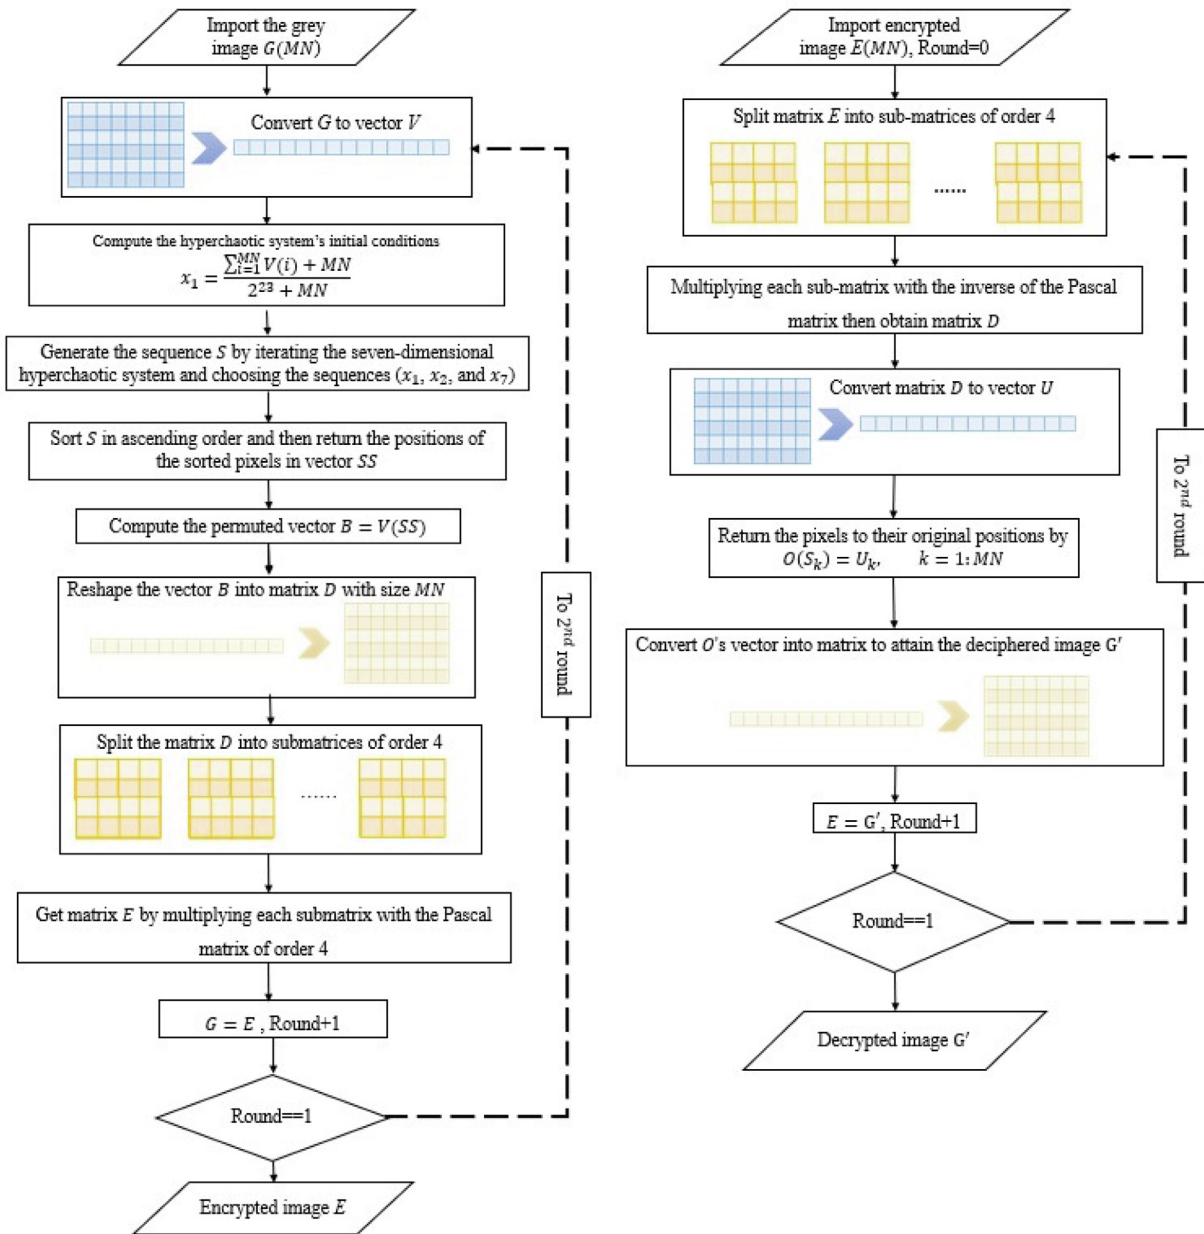 Import the grey
image G(MN)
Convert G to vector V
Compute the hyperchaotic system's initial conditions
x₁ = (∑ᵢ₌₁ᴹᴺ V(i) + MN) / (2²³ + MN)
Generate the sequence S by iterating the seven-dimensional
hyperchaotic system and choosing the sequences (x₁, x₂, and x₇)
Sort S in ascending order and then return the positions of
the sorted pixels in vector SS
Compute the permuted vector B = V(SS)
Reshape the vector B into matrix D with size MN
Split the matrix D into submatrices of order 4
......
Get matrix E by multiplying each submatrix with the Pascal
matrix of order 4
G = E , Round+1
Round==1
Encrypted image E
To 2ⁿᵈ round
Import encrypted
image E(MN), Round=0
Split matrix E into sub-matrices of order 4
......
Multiplying each sub-matrix with the inverse of the Pascal
matrix then obtain matrix D
Convert matrix D to vector U
Return the pixels to their original positions by
O(Sₖ) = Uₖ, k = 1: MN
Convert O's vector into matrix to attain the deciphered image G′
E = G′, Round+1
Round==1
Decrypted image G′
To 2ⁿᵈ round